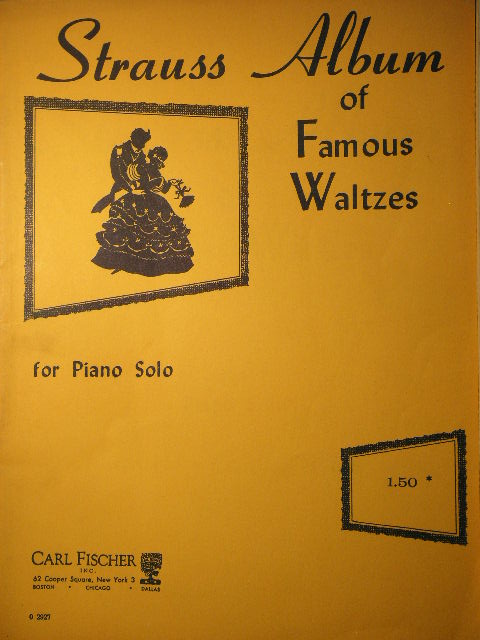 Strauss Album
of
Famous
Waltzes
for Piano Solo
1.50 *
CARL FISCHER
INC.
62 Cooper Square, New York 3
BOSTON • CHICAGO • DALLAS
0 2927